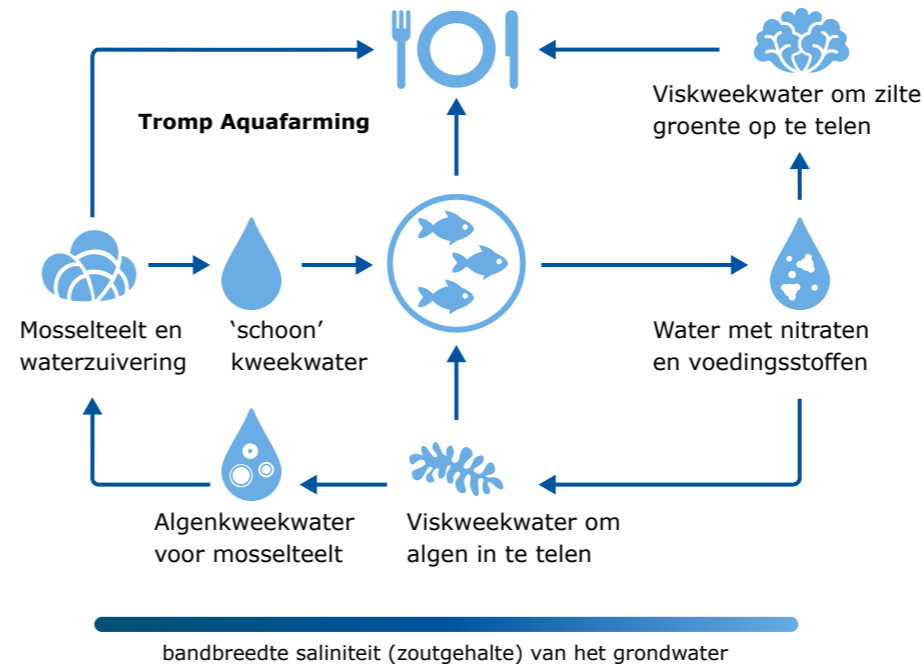 Viskweekwater om zilte
groente op te telen
Tromp Aquafarming
Mosselteelt en
waterzuivering
‘schoon’
kweekwater
Water met nitraten
en voedingsstoffen
Algenkweekwater
voor mosselteelt
Viskweekwater om
algen in te telen
bandbreedte saliniteit (zoutgehalte) van het grondwater